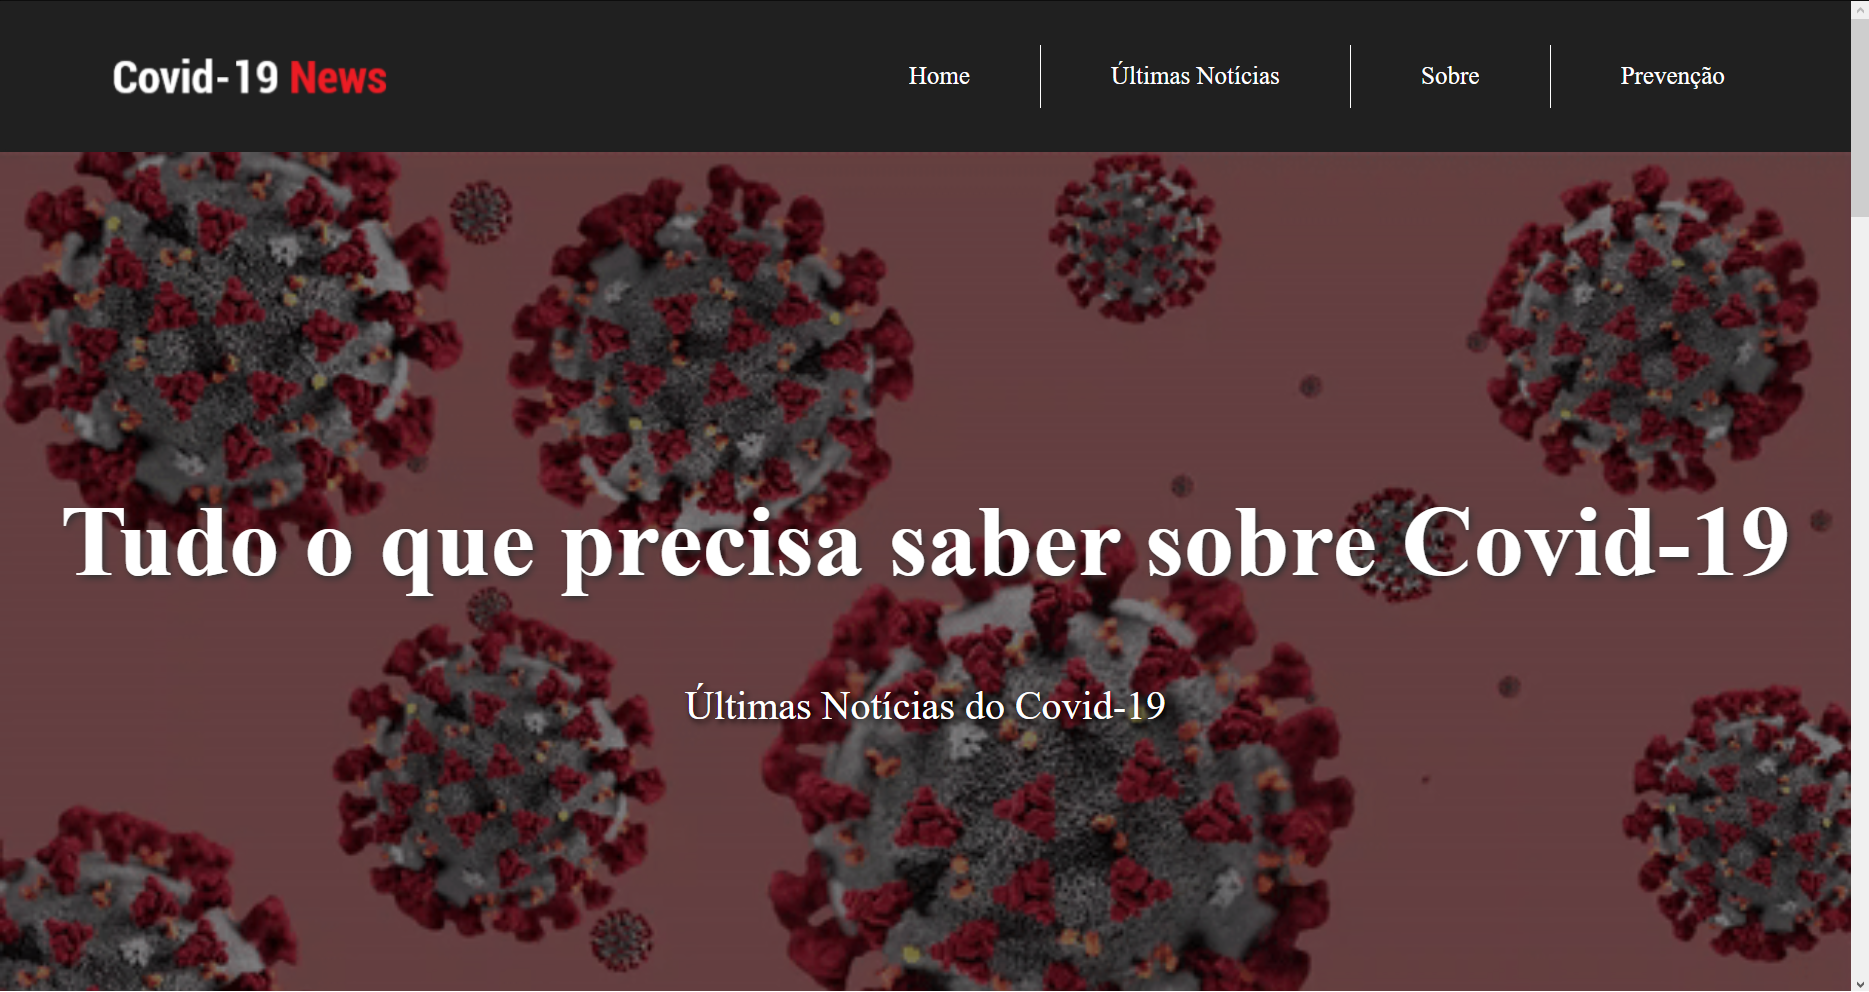 Covid-19 News
Home
Últimas Notícias
Sobre
Prevenção
Tudo o que precisa saber sobre Covid-19
Últimas Notícias do Covid-19